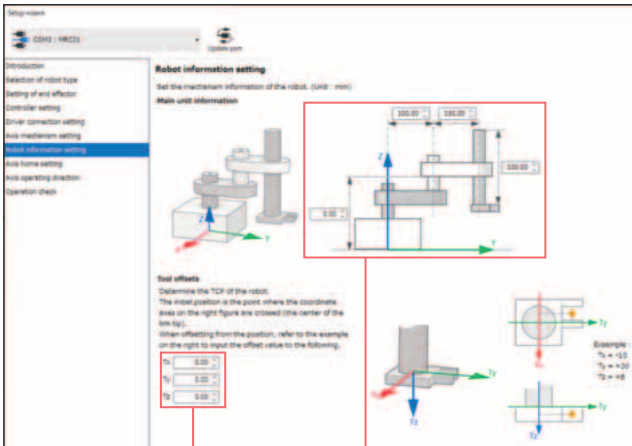 Setup wizard
COM3 : MRC01
Update port
Introduction
Selection of robot type
Setting of end effector
Controller setting
Driver connection setting
Axis mechanism setting
Robot information setting
Axis home setting
Axis operating direction
Operation check
Robot information setting
Set the mechanism information of the robot. (Unit : mm)
Main unit information
Z
Y
100.00
100.00
Z
100.00
0.00
Y
Tool offsets
Determine the TCP of the robot.
The initial position is the point where the coordinate
axes on the right figure are crossed (the center of the
link tip).
When offsetting from the position, refer to the example
on the right to input the offset value to the following.
Tx 0.00
Ty 0.00
Tz 0.00
Ty
Tz
Ty
Example :
Tx = -10
Ty = +20
Tz = +8
Ty
Tz